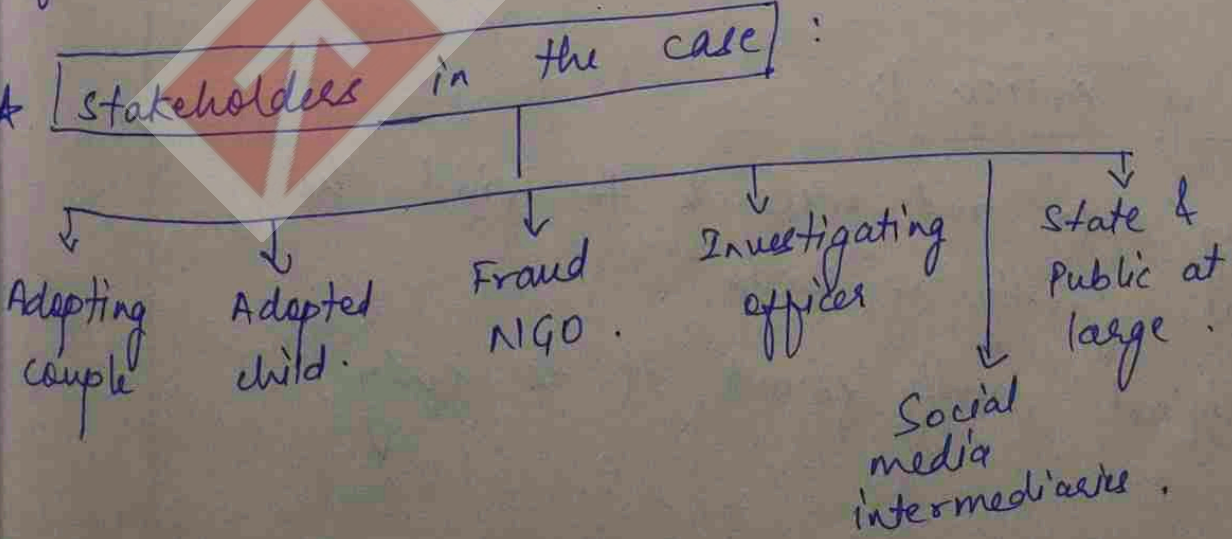 Stakeholders in the case :
Adopting
couple
Adopted
child.
Fraud
NGO.
Investigating
officer
Social
media
intermediaries.
State &
Public at
large.